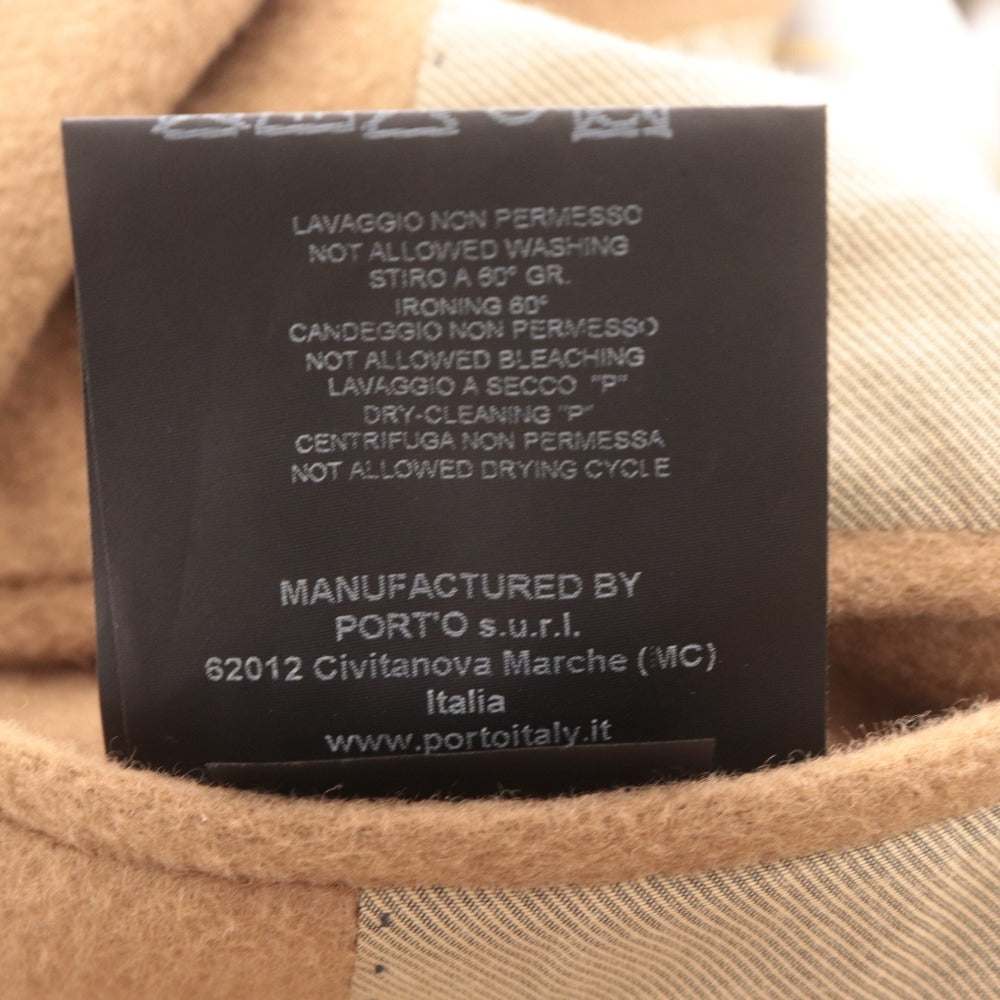 LAVAGGIO NON PERMESSO
NOT ALLOWED WASHING
STIRO A 60° GR.
IRONING 60°
CANDEGGIO NON PERMESSO
NOT ALLOWED BLEACHING
LAVAGGIO A SECCO "P"
DRY-CLEANING "P"
CENTRIFUGA NON PERMESSA
NOT ALLOWED DRYING CYCLE
MANUFACTURED BY
PORT'O s.u.r.l.
62012 Civitanova Marche (MC)
Italia
www.portoitaly.it